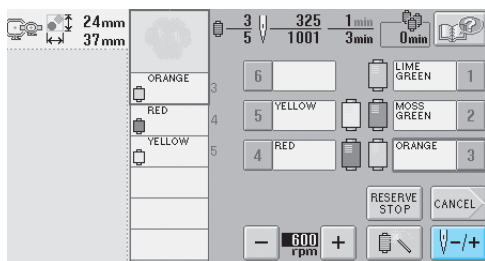 24mm
37mm
3
5
325
1001
1min
3min
0min
ORANGE
3
RED
4
YELLOW
5
6
LIME
GREEN
1
5
YELLOW
MOSS
GREEN
2
4
RED
ORANGE
3
RESERVE
STOP
CANCEL
− 600 +
rpm
−/+